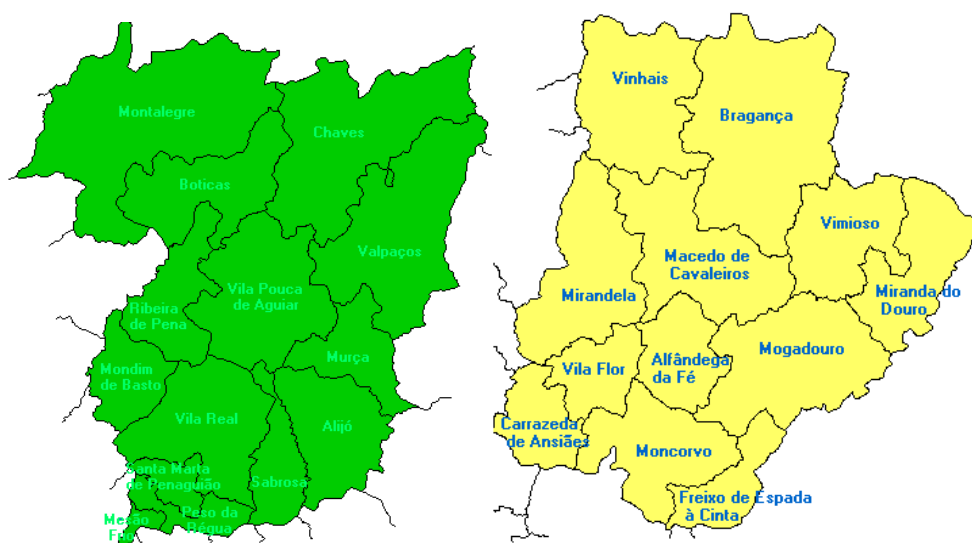 Montalegre
Chaves
Boticas
Valpaços
Vila Pouca
de Aguiar
Ribeira
de Pena
Murça
Mondim
de Basto
Vila Real
Alijó
Santa Marta
de Penaguião
Sabrosa
Mesão
Frio
Peso da
Régua
Vinhais
Bragança
Vimioso
Macedo de
Cavaleiros
Mirandela
Miranda do
Douro
Mogadouro
Alfândega
da Fé
Vila Flor
Carrazeda
de Ansiães
Moncorvo
Freixo de Espada
à Cinta